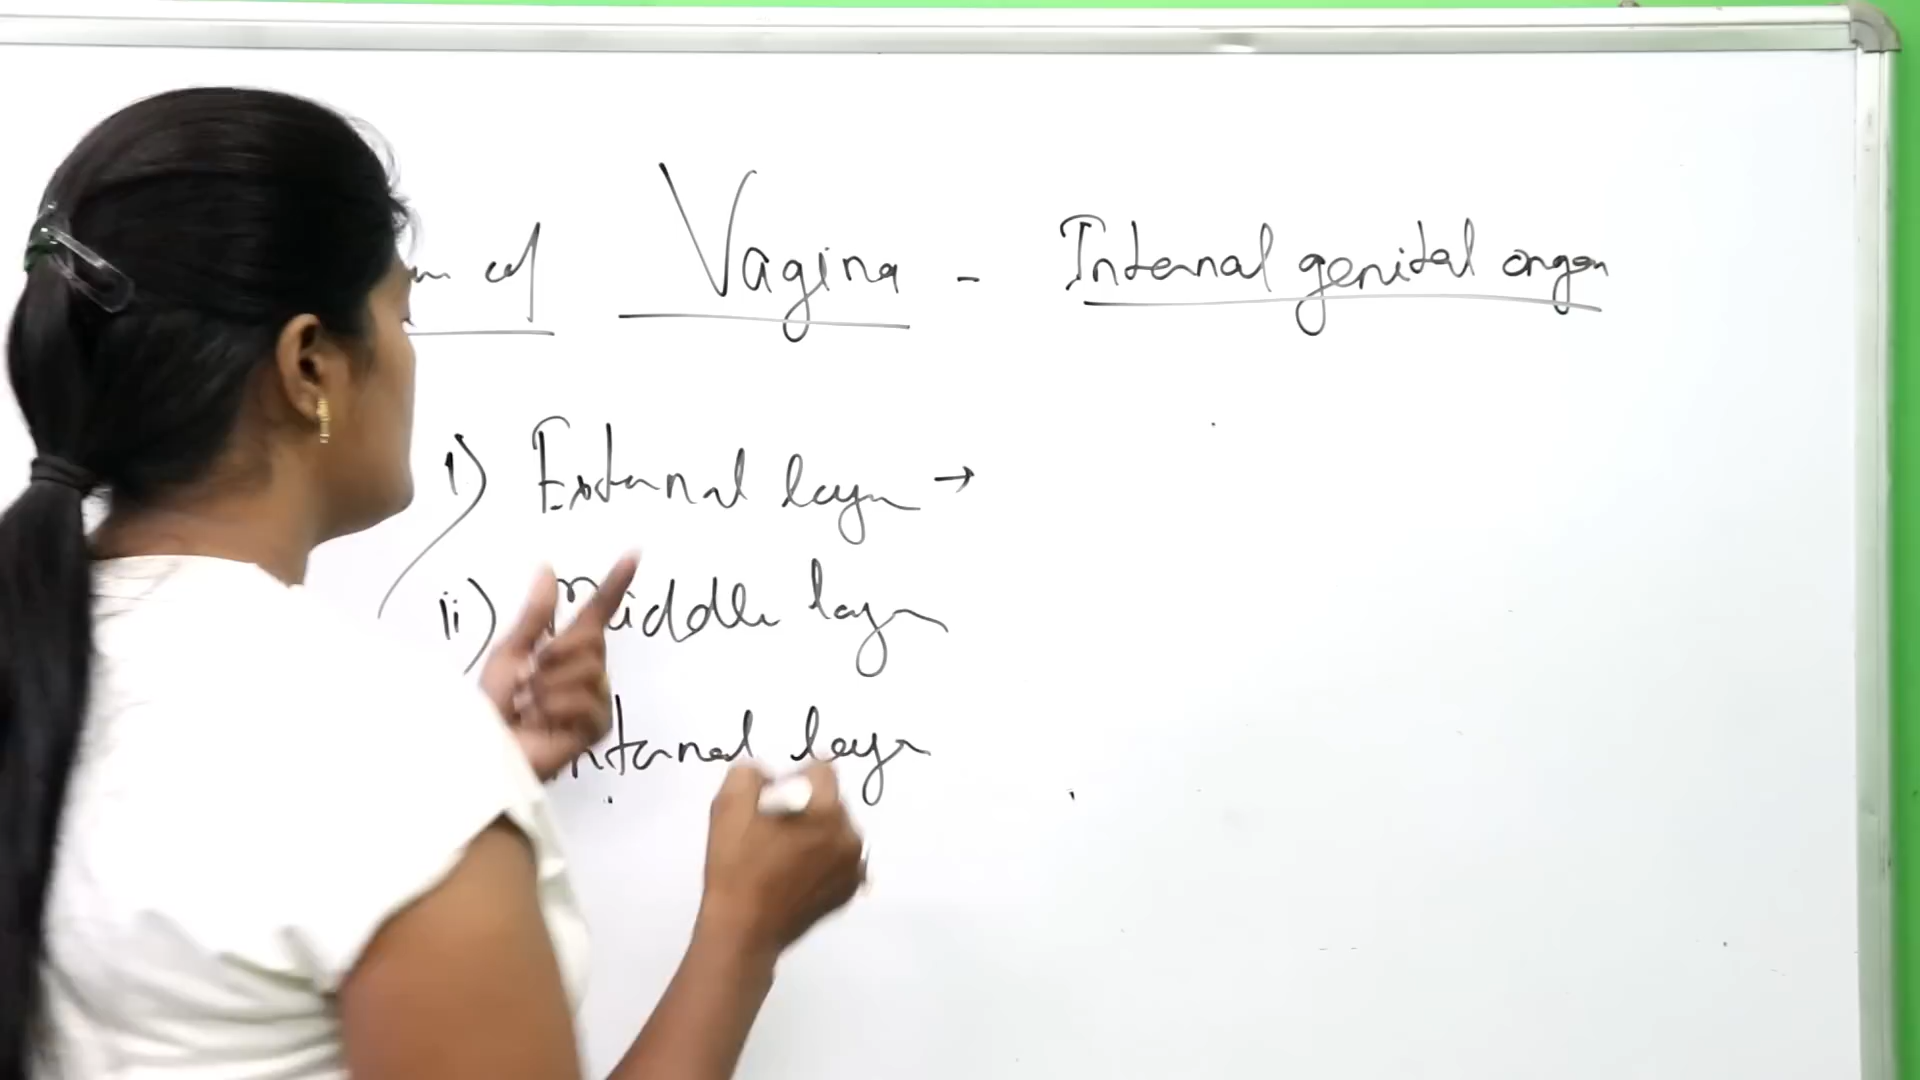 of Vagina - Internal genital organ
i) External layer →
ii) Middle layer
Internal layer